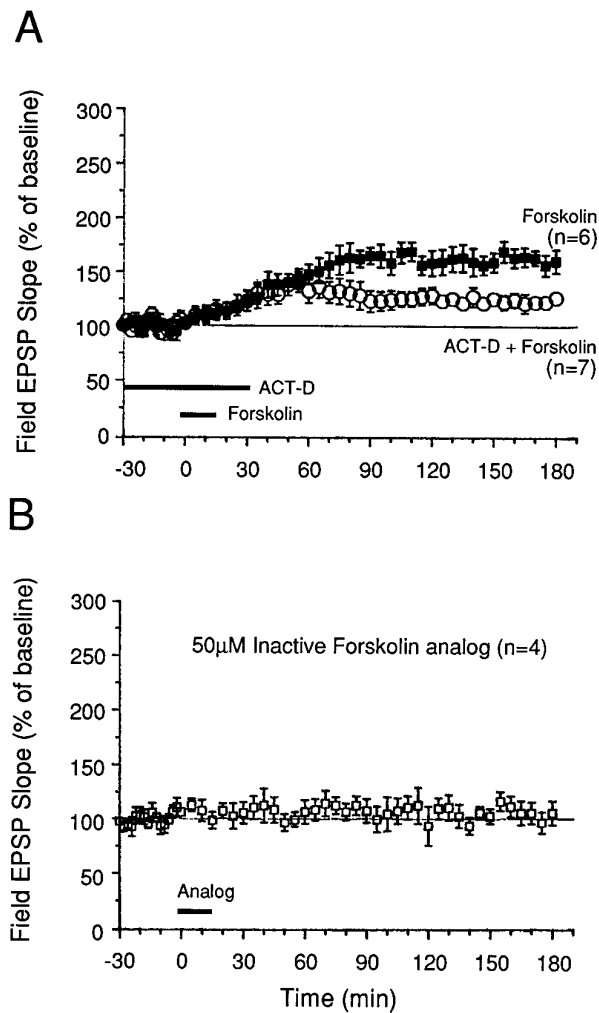 A
Field EPSP Slope (% of baseline)
300
250
200
150
100
50
0
Forskolin
(n=6)
ACT-D + Forskolin
(n=7)
ACT-D
Forskolin
-30 0 30 60 90 120 150 180
B
Field EPSP Slope (% of baseline)
300
250
200
150
100
50
0
50μM Inactive Forskolin analog (n=4)
Analog
-30 0 30 60 90 120 150 180
Time (min)